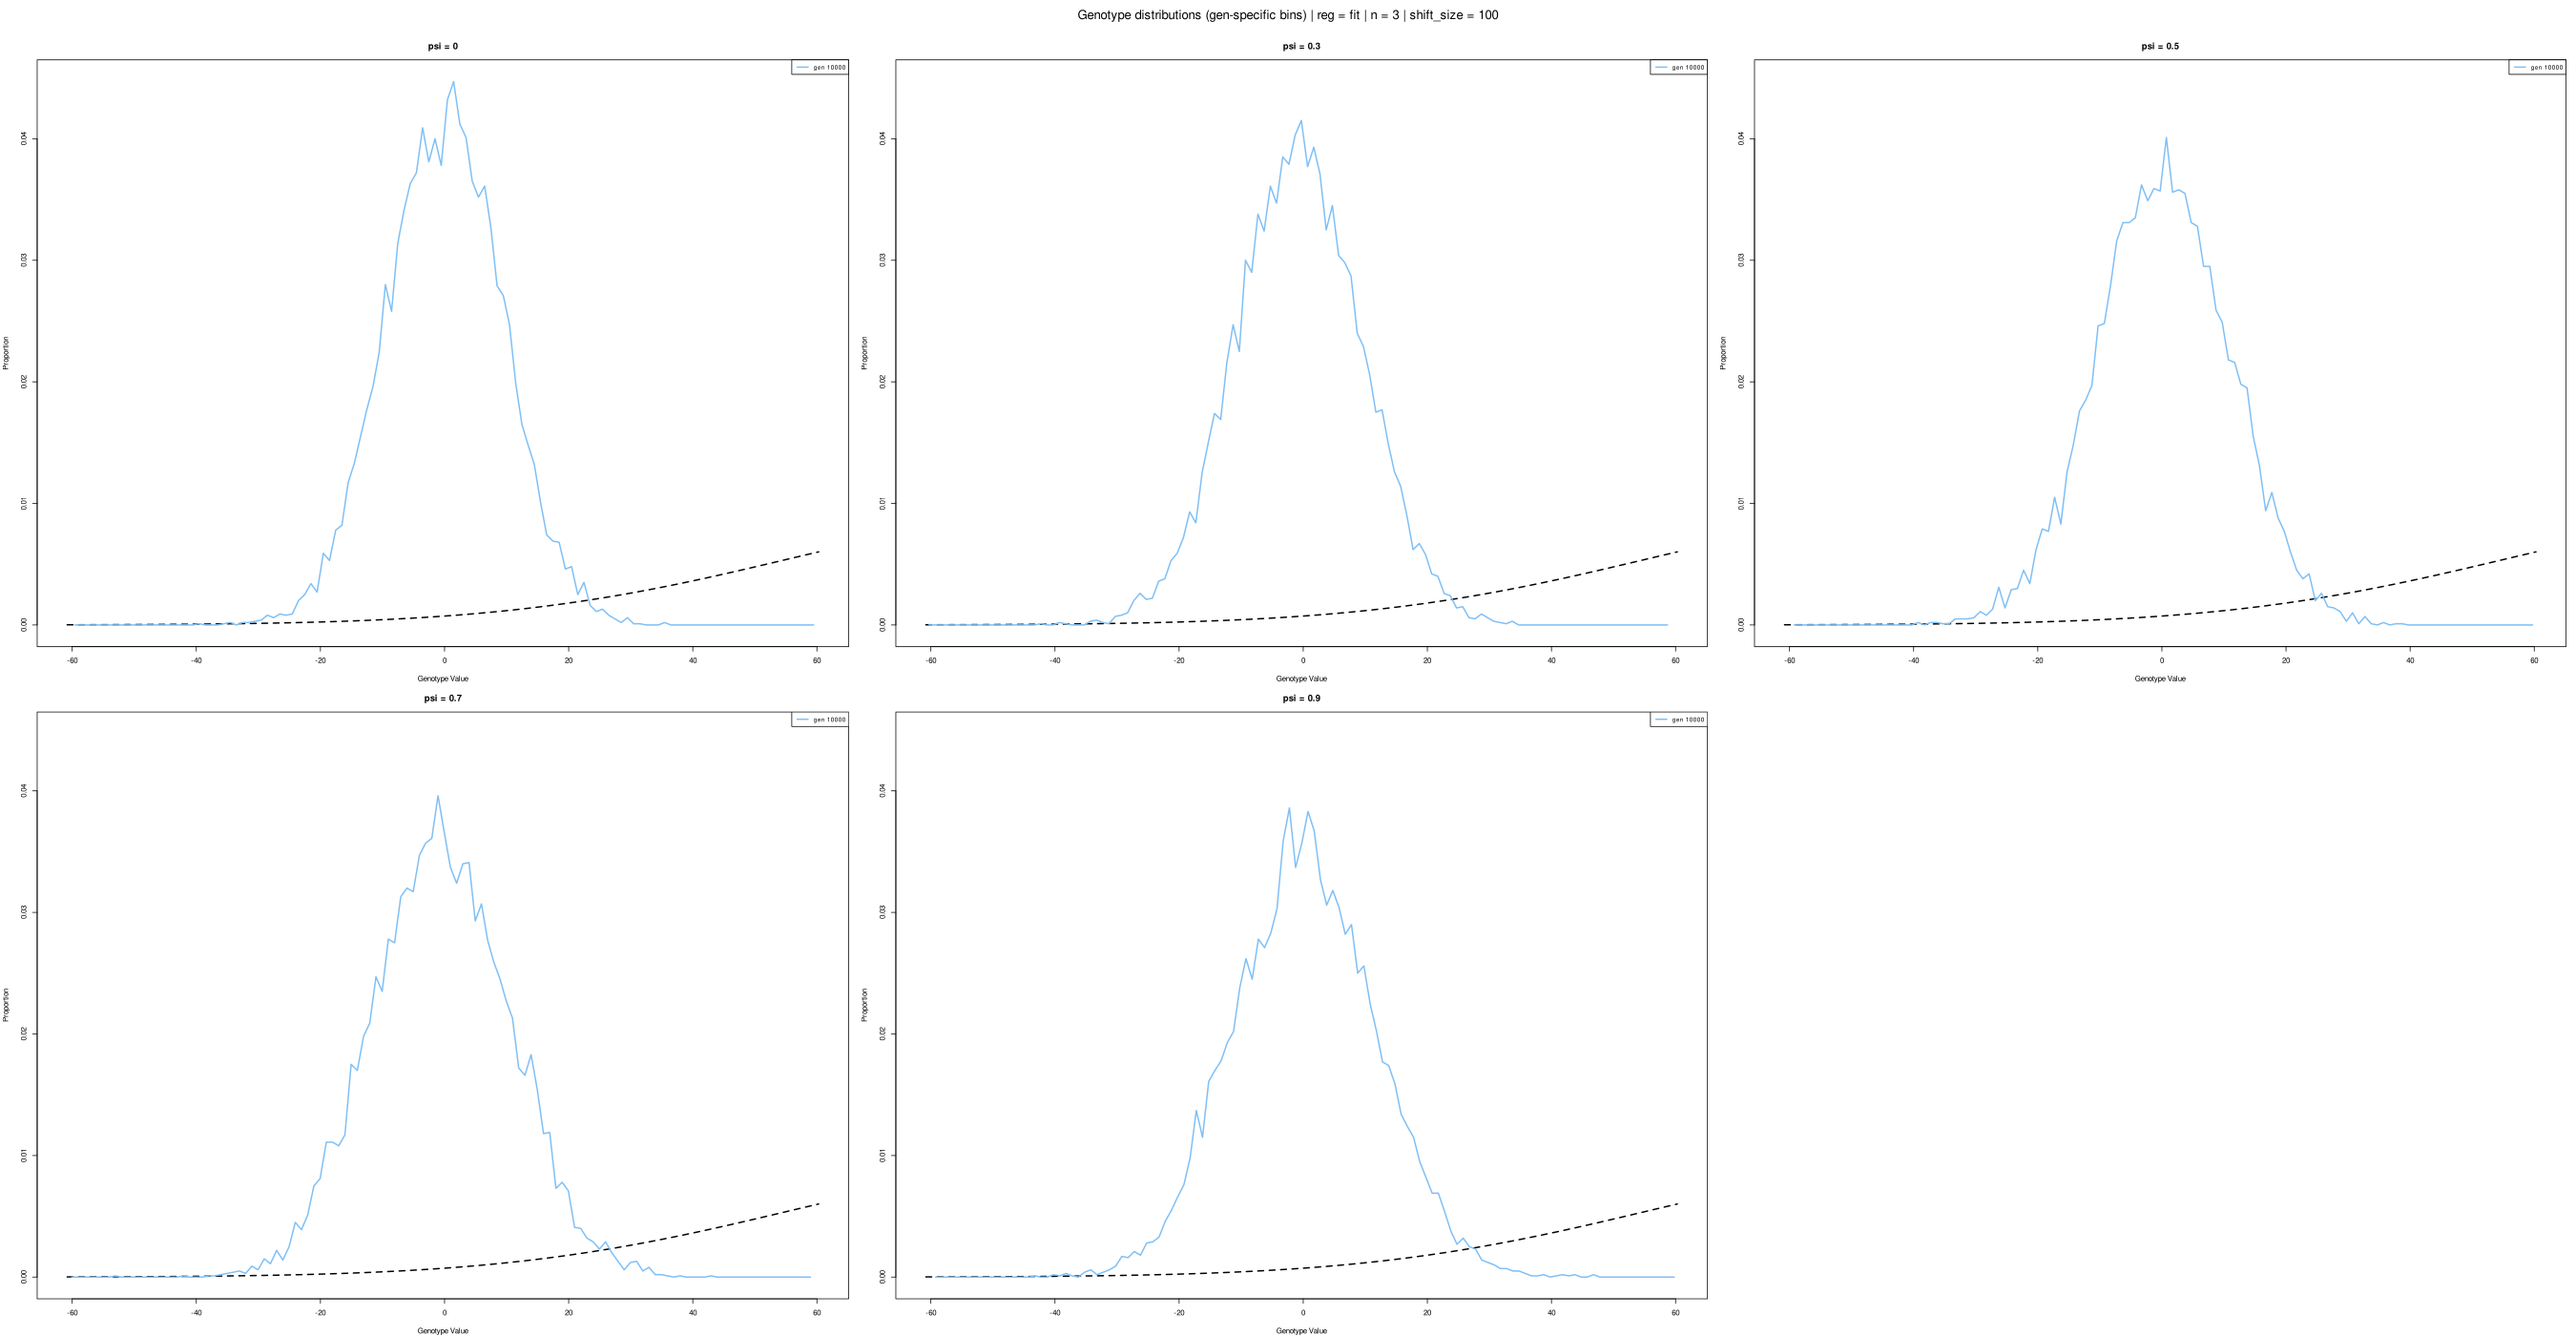 Genotype distributions (gen-specific bins) | reg = fit | n = 3 | shift_size = 100
psi = 0
gen 10000
Proportion
0.04
0.03
0.02
0.01
0.00
-60 -40 -20 0 20 40 60
Genotype Value
psi = 0.3
gen 10000
Proportion
0.04
0.03
0.02
0.01
0.00
-60 -40 -20 0 20 40 60
Genotype Value
psi = 0.5
gen 10000
Proportion
0.04
0.03
0.02
0.01
0.00
-60 -40 -20 0 20 40 60
Genotype Value
psi = 0.7
gen 10000
Proportion
0.04
0.03
0.02
0.01
0.00
-60 -40 -20 0 20 40 60
Genotype Value
psi = 0.9
gen 10000
Proportion
0.04
0.03
0.02
0.01
0.00
-60 -40 -20 0 20 40 60
Genotype Value